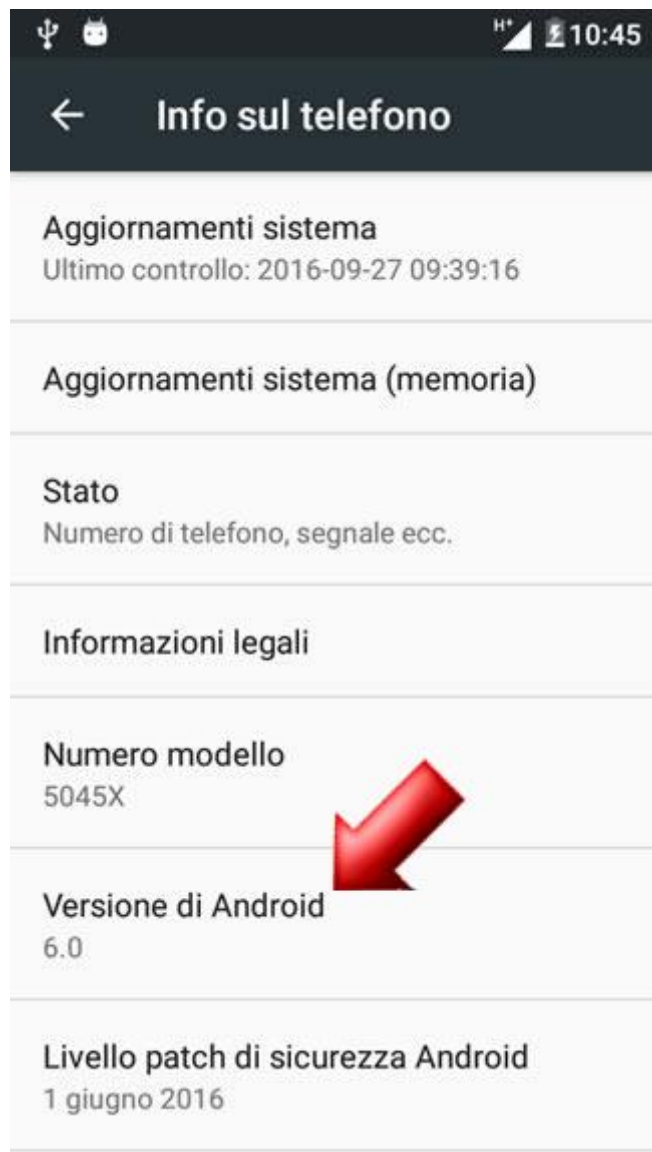 H+ 10:45
Info sul telefono
Aggiornamenti sistema
Ultimo controllo: 2016-09-27 09:39:16
Aggiornamenti sistema (memoria)
Stato
Numero di telefono, segnale ecc.
Informazioni legali
Numero modello
5045X
Versione di Android
6.0
Livello patch di sicurezza Android
1 giugno 2016